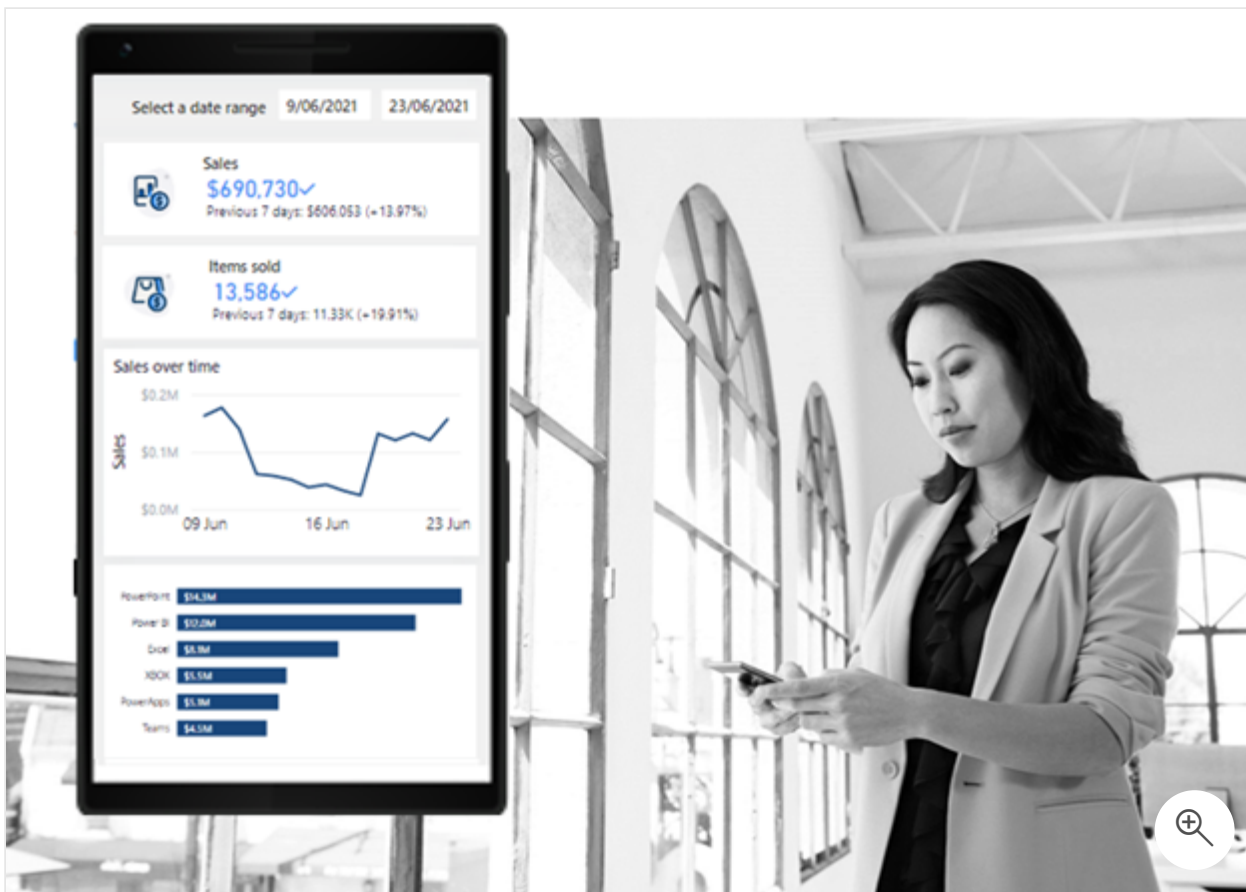 Select a date range 9/06/2021 23/06/2021
Sales
$690,730
Previous 7 days: $606,053 (+13.97%)
Items sold
13,586
Previous 7 days: 11.33K (+19.91%)
Sales over time
$0.2M
Sales
$0.1M
$0.0M
09 Jun 16 Jun 23 Jun
PowerPoint $14.3M
Power BI $12.0M
Excel $8.1M
XBOX $5.5M
PowerApps $5.1M
Teams $4.5M